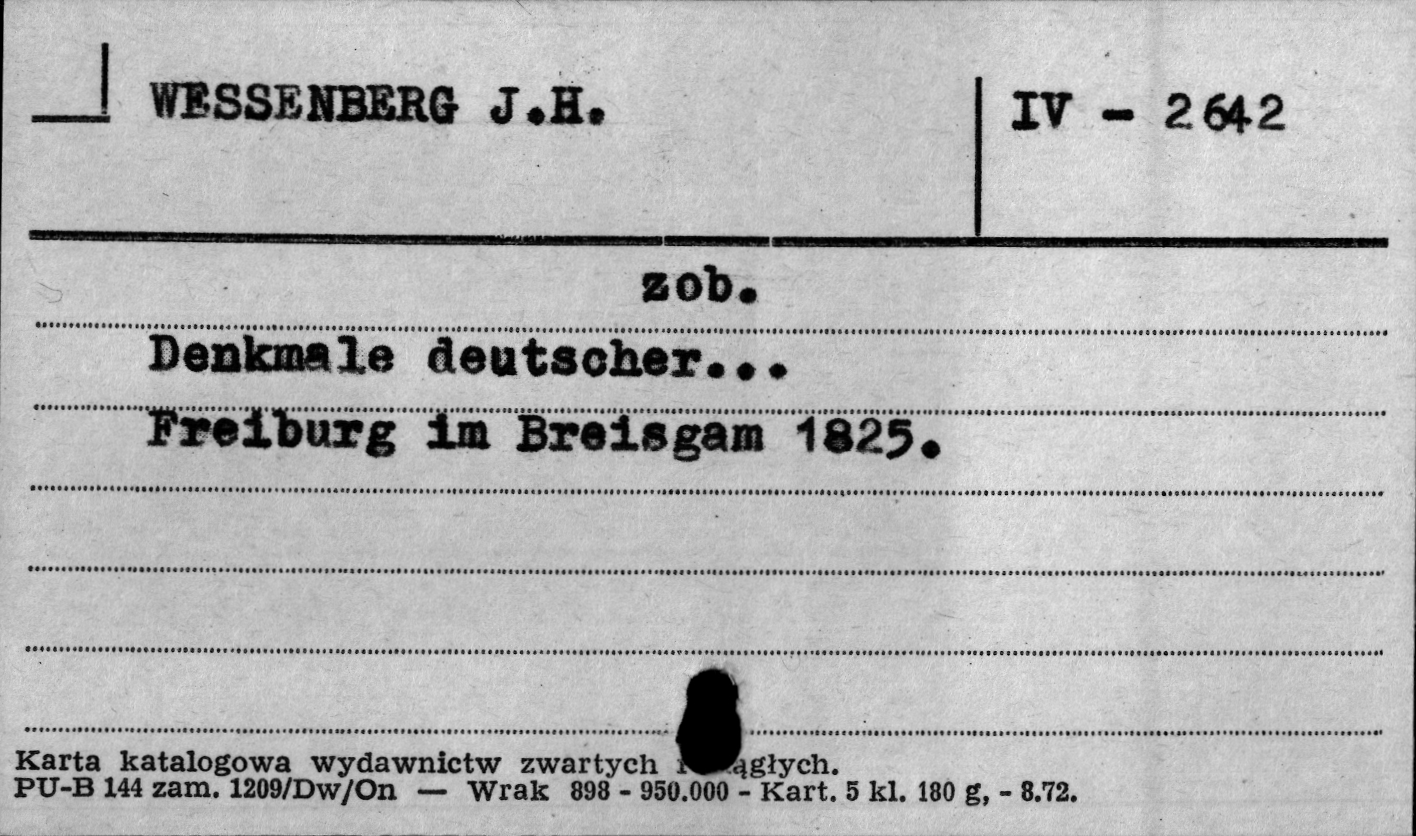 WESSENBERG J.H.
IV - 2642
zob.
Denkmale deutscher...
Freiburg im Breisgam 1825.
Karta katalogowa wydawnictw zwartych
PU-B 144 zam. 1209/Dw/On — Wrak 898 - 950.000 - Kart. 5 kl. 180 g, - 8.72.